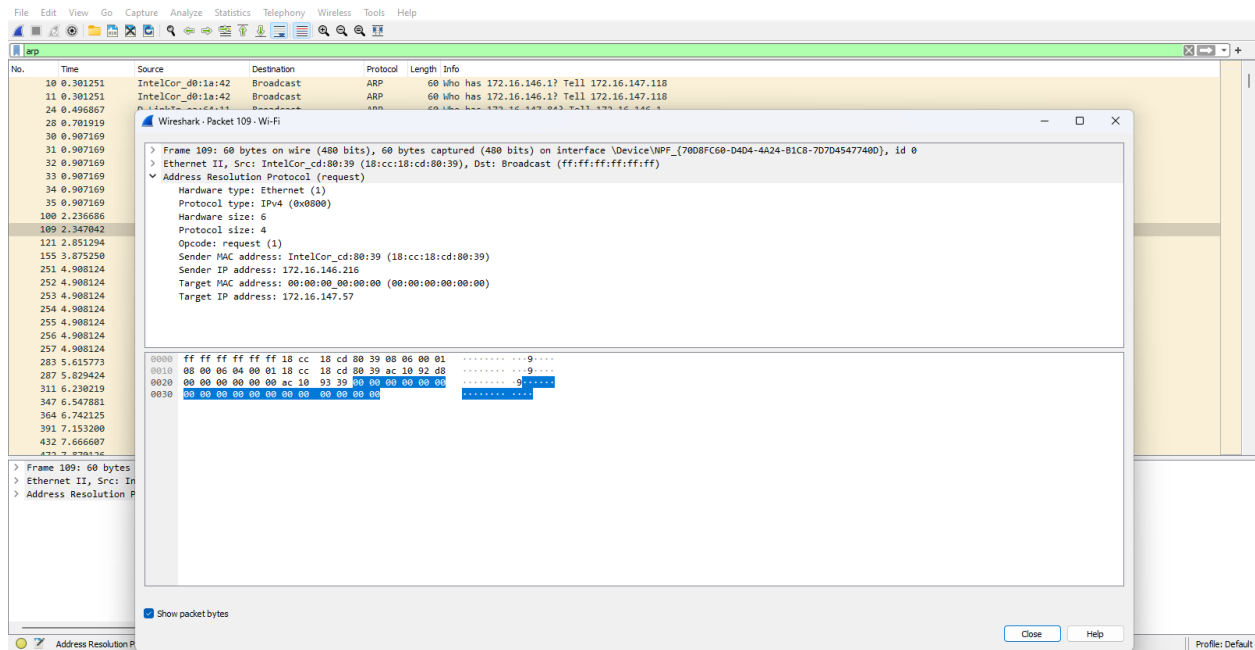 File Edit View Go Capture Analyze Statistics Telephony Wireless Tools Help
arp
No. Time Source Destination Protocol Length Info
10 0.301251 IntelCor_d0:1a:42 Broadcast ARP 60 Who has 172.16.146.1? Tell 172.16.147.118
11 0.301251 IntelCor_d0:1a:42 Broadcast ARP 60 Who has 172.16.146.1? Tell 172.16.147.118
24 0.496867
28 0.701919
30 0.907169
31 0.907169
32 0.907169
33 0.907169
34 0.907169
35 0.907169
100 2.236686
109 2.347042
121 2.851294
155 3.875250
251 4.908124
252 4.908124
253 4.908124
254 4.908124
255 4.908124
256 4.908124
257 4.908124
283 5.615773
287 5.829424
311 6.230219
347 6.547881
364 6.742125
391 7.153200
432 7.666607
Wireshark · Packet 109 · Wi-Fi
> Frame 109: 60 bytes on wire (480 bits), 60 bytes captured (480 bits) on interface \Device\NPF_{70D8FC60-D4D4-4A24-B1C8-7D7D4547740D}, id 0
> Ethernet II, Src: IntelCor_cd:80:39 (18:cc:18:cd:80:39), Dst: Broadcast (ff:ff:ff:ff:ff:ff)
Address Resolution Protocol (request)
Hardware type: Ethernet (1)
Protocol type: IPv4 (0x0800)
Hardware size: 6
Protocol size: 4
Opcode: request (1)
Sender MAC address: IntelCor_cd:80:39 (18:cc:18:cd:80:39)
Sender IP address: 172.16.146.216
Target MAC address: 00:00:00_00:00:00 (00:00:00:00:00:00)
Target IP address: 172.16.147.57
0000 ff ff ff ff ff ff 18 cc 18 cd 80 39 08 06 00 01 ········ ···9····
0010 08 00 06 04 00 01 18 cc 18 cd 80 39 ac 10 92 d8 ········ ···9····
0020 00 00 00 00 00 00 ac 10 93 39 00 00 00 00 00 00 ········ ·9······
0030 00 00 00 00 00 00 00 00 00 00 00 00 ········ ····
Show packet bytes
Close Help
> Frame 109: 60 bytes
> Ethernet II, Src: In
> Address Resolution P
Address Resolution P
Profile: Default